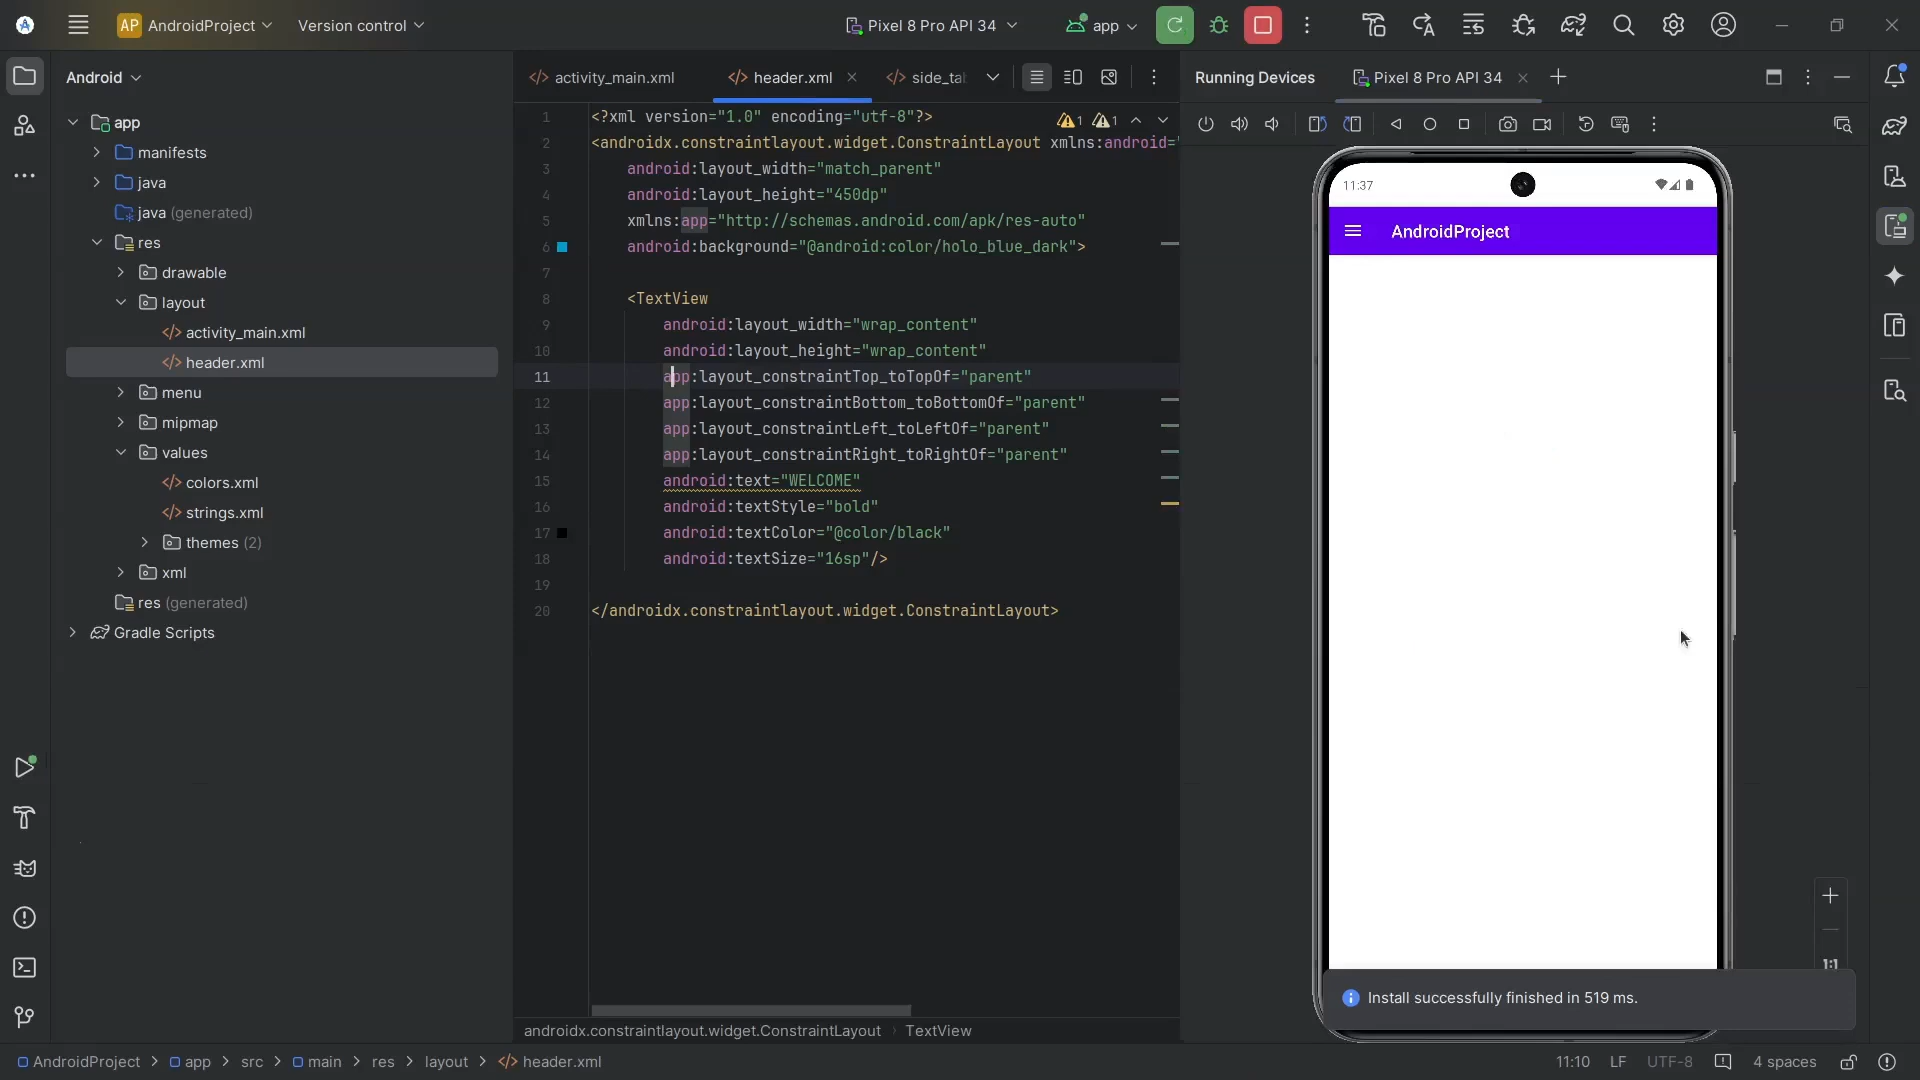 AP AndroidProject
Version control
Pixel 8 Pro API 34
app
Android
app
manifests
java
java (generated)
res
drawable
layout
activity_main.xml
header.xml
menu
mipmap
values
colors.xml
strings.xml
themes (2)
xml
res (generated)
Gradle Scripts
activity_main.xml
header.xml
side_tab
1 <?xml version="1.0" encoding="utf-8"?>
1 1
2 <androidx.constraintlayout.widget.ConstraintLayout xmlns:android="
3 android:layout_width="match_parent"
4 android:layout_height="450dp"
5 xmlns:app="http://schemas.android.com/apk/res-auto"
6 android:background="@android:color/holo_blue_dark">
7
8 <TextView
9 android:layout_width="wrap_content"
10 android:layout_height="wrap_content"
11 app:layout_constraintTop_toTopOf="parent"
12 app:layout_constraintBottom_toBottomOf="parent"
13 app:layout_constraintLeft_toLeftOf="parent"
14 app:layout_constraintRight_toRightOf="parent"
15 android:text="WELCOME"
16 android:textStyle="bold"
17 android:textColor="@color/black"
18 android:textSize="16sp"/>
19
20 </androidx.constraintlayout.widget.ConstraintLayout>
androidx.constraintlayout.widget.ConstraintLayout › TextView
Running Devices
Pixel 8 Pro API 34
11:37
AndroidProject
1:1
Install successfully finished in 519 ms.
AndroidProject > app > src > main > res > layout > header.xml
11:10 LF UTF-8 4 spaces